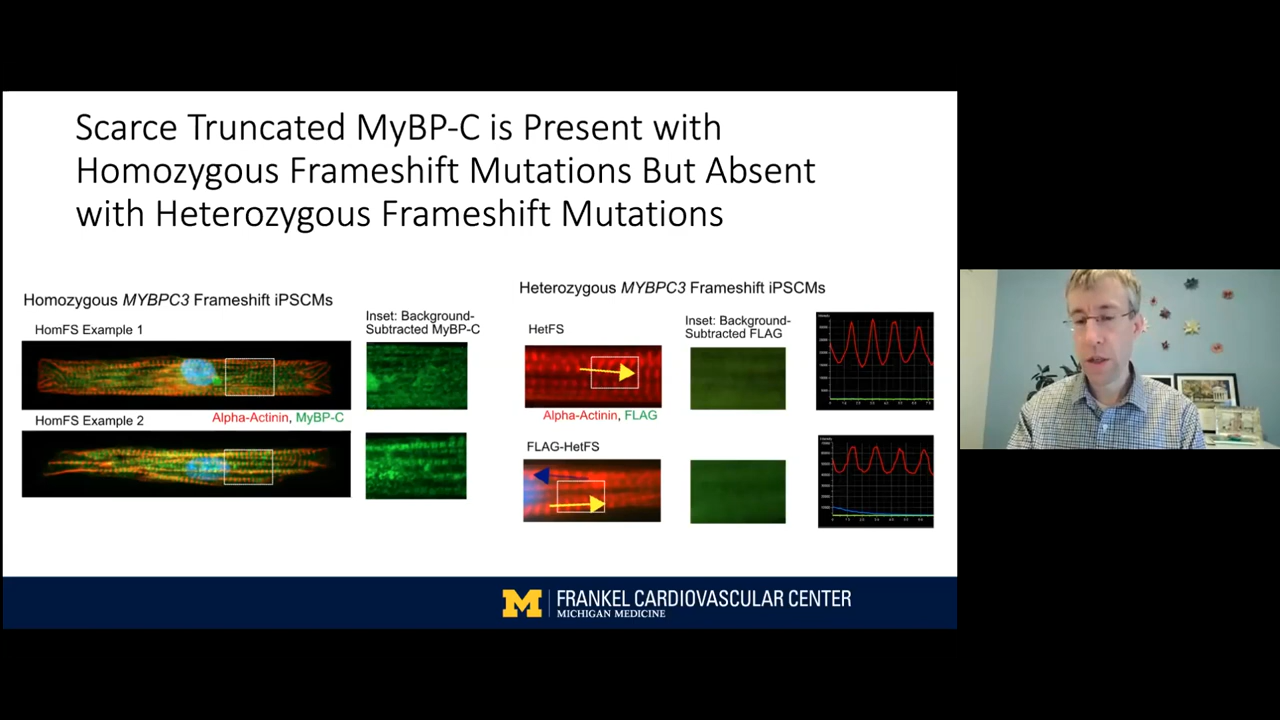 Scarce Truncated MyBP-C is Present with
Homozygous Frameshift Mutations But Absent
with Heterozygous Frameshift Mutations
Homozygous MYBPC3 Frameshift iPSCMs
HomFS Example 1
Inset: Background-
Subtracted MyBP-C
Alpha-Actinin, MyBP-C
HomFS Example 2
Heterozygous MYBPC3 Frameshift iPSCMs
HetFS
Inset: Background-
Subtracted FLAG
Alpha-Actinin, FLAG
FLAG-HetFS
M FRANKEL CARDIOVASCULAR CENTER
MICHIGAN MEDICINE